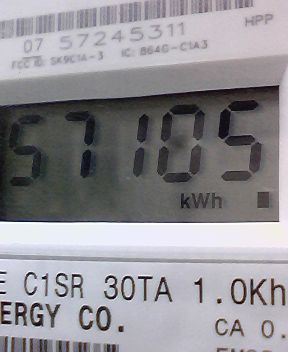 HPP
07 57245311
FCC ID: SK9C1A-3 IC: 864G-C1A3
57105
kWh
E C1SR 30TA 1.0Kh
ERGY CO.
CA 0.